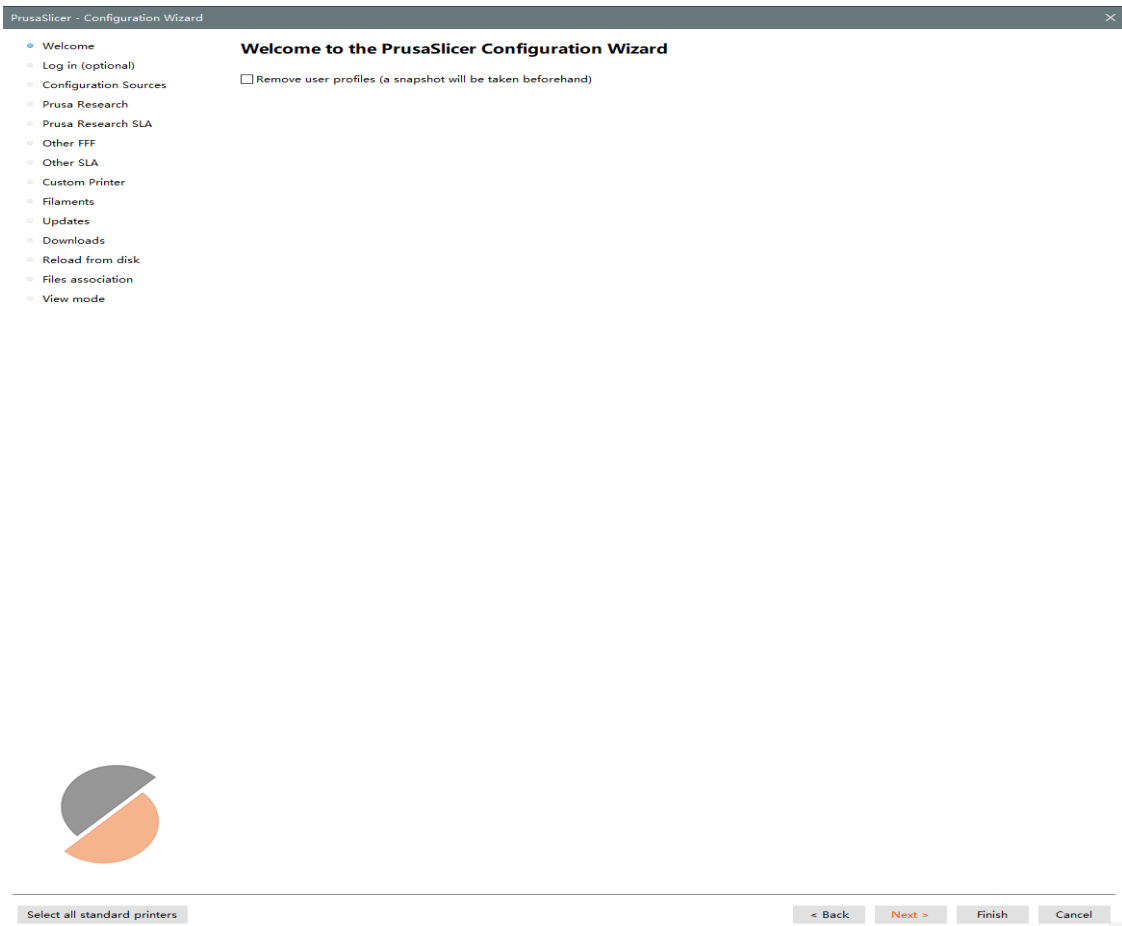 PrusaSlicer - Configuration Wizard
Welcome
Log in (optional)
Configuration Sources
Prusa Research
Prusa Research SLA
Other FFF
Other SLA
Custom Printer
Filaments
Updates
Downloads
Reload from disk
Files association
View mode
Welcome to the PrusaSlicer Configuration Wizard
Remove user profiles (a snapshot will be taken beforehand)
Select all standard printers
< Back
Next >
Finish
Cancel